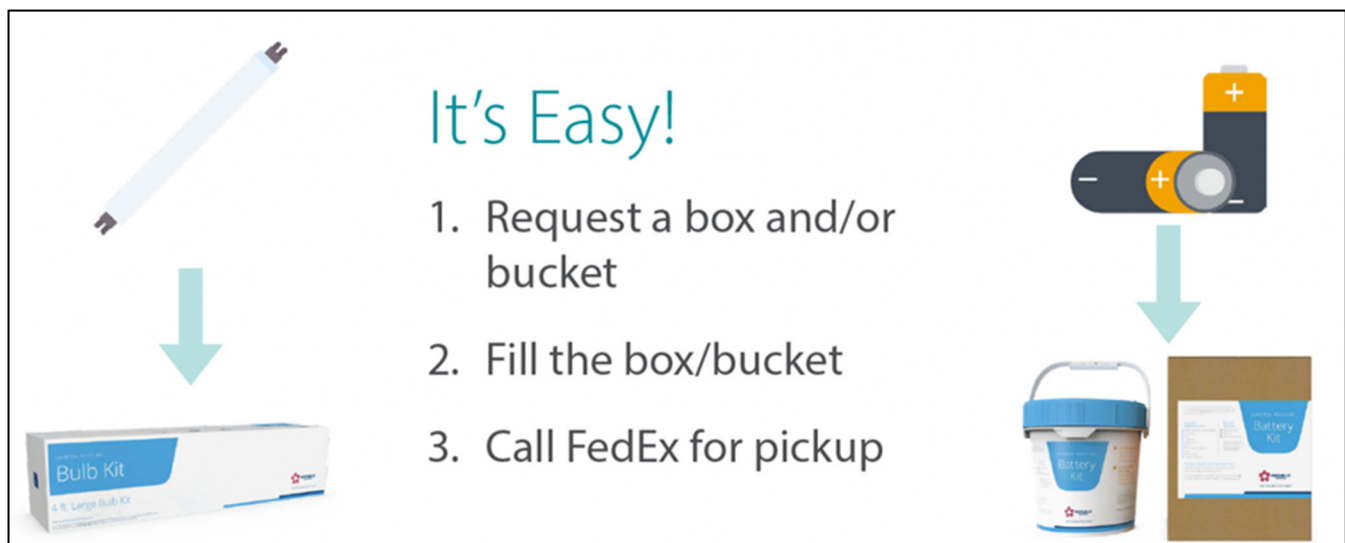 It's Easy!
1. Request a box and/or
bucket
2. Fill the box/bucket
3. Call FedEx for pickup
Bulb Kit
4 ft. Large Bulb Kit
+
+
−
−
Battery
Kit
Battery
Kit